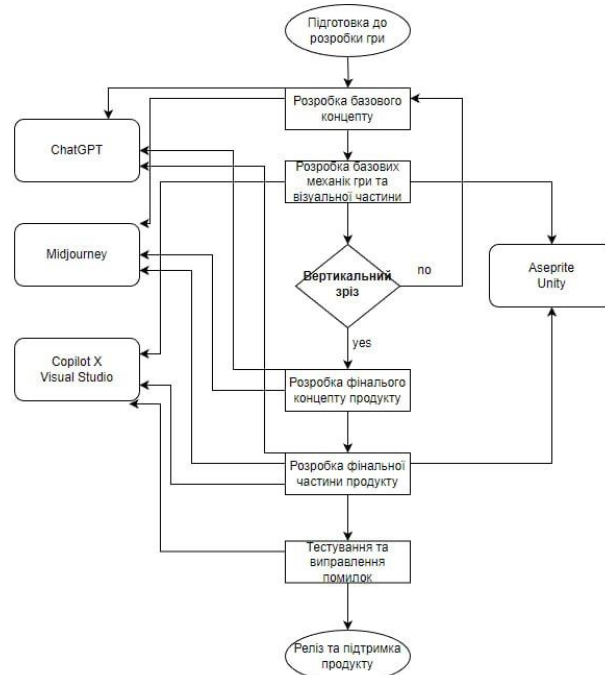 Підготовка до
розробки гри
Розробка базового
концепту
ChatGPT
Розробка базових
механік гри та
візуальної частини
Midjourney
Вертикальний
зріз
no
Aseprite
Unity
yes
Copilot X
Visual Studio
Розробка фінального
концепту продукту
Розробка фінальної
частини продукту
Тестування та
виправлення
помилок
Реліз та підтримка
продукту